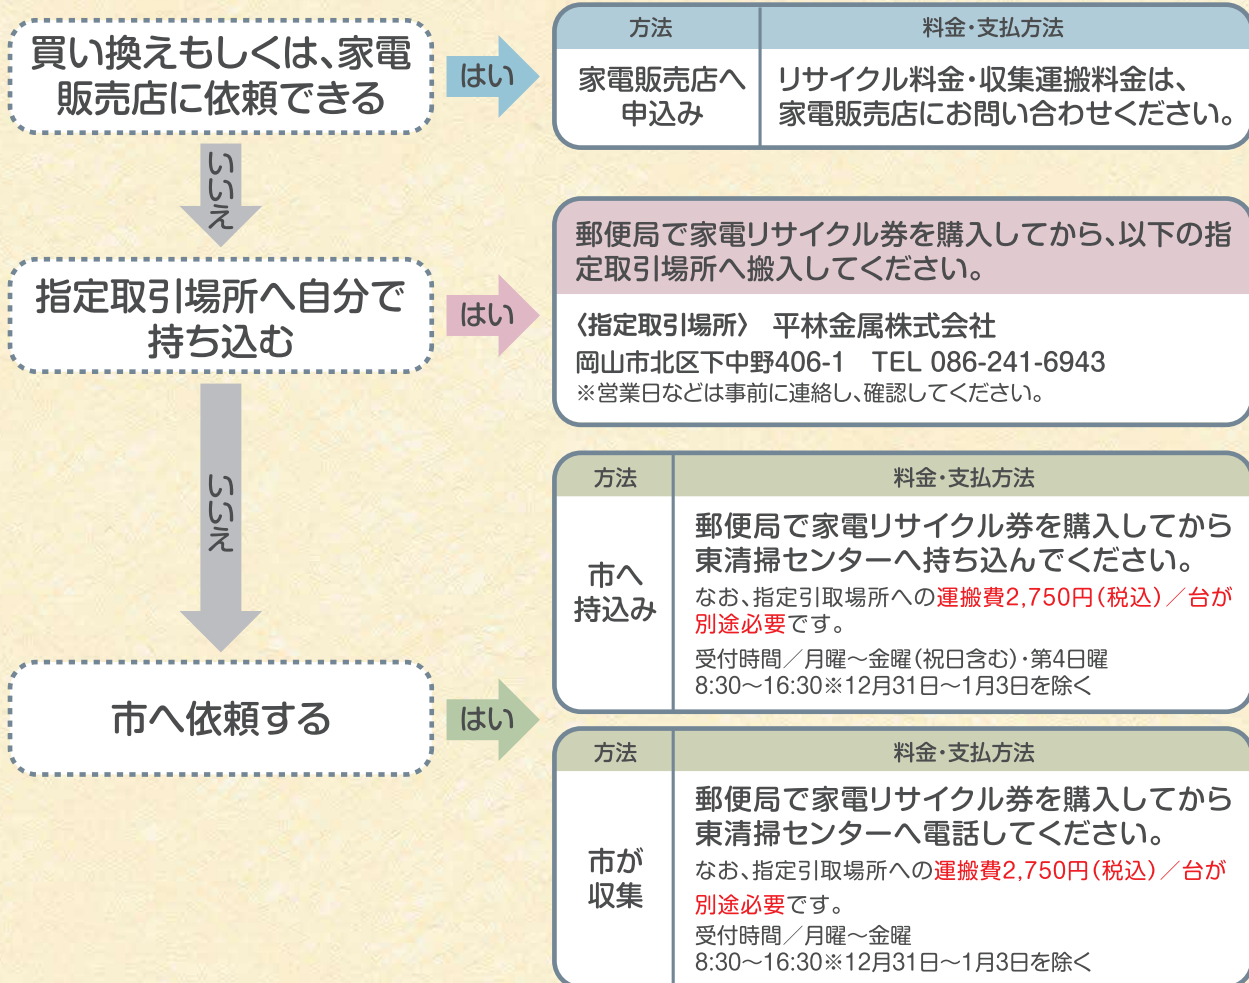 買い換えもしくは、家電
販売店に依頼できる
はい
方法
料金・支払方法
家電販売店へ
申込み
リサイクル料金・収集運搬料金は、
家電販売店にお問い合わせください。
いいえ
指定取引場所へ自分で
持ち込む
はい
郵便局で家電リサイクル券を購入してから、以下の指
定取引場所へ搬入してください。
〈指定取引場所〉 平林金属株式会社
岡山市北区下中野406-1 TEL 086-241-6943
※営業日などは事前に連絡し、確認してください。
いいえ
市へ依頼する
はい
方法
料金・支払方法
市へ
持込み
郵便局で家電リサイクル券を購入してから
東清掃センターへ持ち込んでください。
なお、指定引取場所への運搬費2,750円(税込)／台が
別途必要です。
受付時間／月曜～金曜(祝日含む)・第4日曜
8:30～16:30※12月31日～1月3日を除く
方法
料金・支払方法
市が
収集
郵便局で家電リサイクル券を購入してから
東清掃センターへ電話してください。
なお、指定引取場所への運搬費2,750円(税込)／台が
別途必要です。
受付時間／月曜～金曜
8:30～16:30※12月31日～1月3日を除く